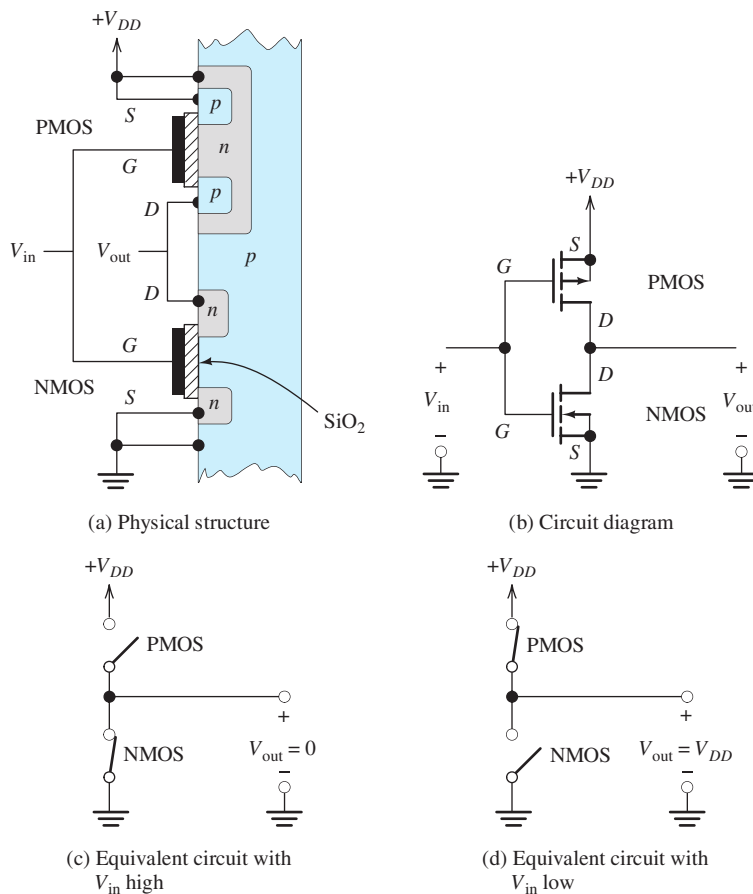 +V_DD
S
p
PMOS
n
G
p
D
V_in
V_out
p
D
n
G
NMOS
S
n
SiO₂
(a) Physical structure
+V_DD
S
G
PMOS
D
D
+
+
V_in
NMOS
V_out
G
–
S
–
(b) Circuit diagram
+V_DD
PMOS
+
NMOS
V_out = 0
–
(c) Equivalent circuit with
V_in high
+V_DD
PMOS
+
NMOS
V_out = V_DD
–
(d) Equivalent circuit with
V_in low